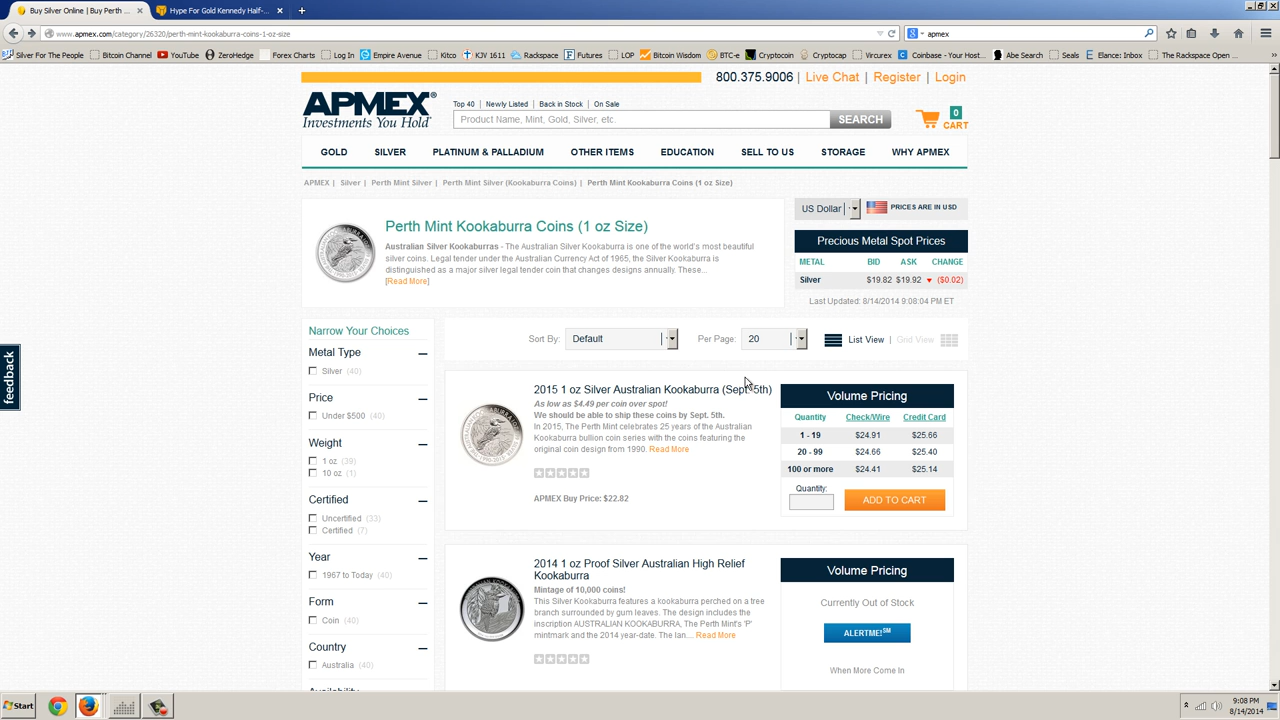 Buy Silver Online | Buy Perth ...
Hype For Gold Kennedy Half-...
www.apmex.com/category/26320/perth-mint-kookaburra-coins-1-oz-size
apmex
Silver For The People
Bitcoin Channel
YouTube
ZeroHedge
Forex Charts
Log In
Empire Avenue
Kitco
KJV 1611
Rackspace
Futures
LOP
Bitcoin Wisdom
BTC-e
Cryptocoin
Cryptocap
Vircurex
Coinbase - Your Host...
Abe Search
Seals
Elance: Inbox
The Rackspace Open ...
800.375.9006 | Live Chat | Register | Login
APMEX®
Investments You Hold®
Top 40 | Newly Listed | Back in Stock | On Sale
Product Name, Mint, Gold, Silver, etc.
SEARCH
0
CART
GOLD SILVER PLATINUM & PALLADIUM OTHER ITEMS EDUCATION SELL TO US STORAGE WHY APMEX
APMEX | Silver | Perth Mint Silver | Perth Mint Silver (Kookaburra Coins) | Perth Mint Kookaburra Coins (1 oz Size)
Perth Mint Kookaburra Coins (1 oz Size)
Australian Silver Kookaburras - The Australian Silver Kookaburra is one of the world's most beautiful
silver coins. Legal tender under the Australian Currency Act of 1965, the Silver Kookaburra is
distinguished as a major silver legal tender coin that changes designs annually. These...
[Read More]
US Dollar
PRICES ARE IN USD
Precious Metal Spot Prices
METAL BID ASK CHANGE
Silver $19.82 $19.92 ($0.02)
Last Updated: 8/14/2014 9:08:04 PM ET
feedback
Narrow Your Choices
Metal Type
Silver (40)
Price
Under $500 (40)
Weight
1 oz (39)
10 oz (1)
Certified
Uncertified (33)
Certified (7)
Year
1967 to Today (40)
Form
Coin (40)
Country
Australia (40)
Sort By: Default
Per Page: 20
List View | Grid View
2015 1 oz Silver Australian Kookaburra (Sept. 5th)
As low as $4.49 per coin over spot!
We should be able to ship these coins by Sept. 5th.
In 2015, The Perth Mint celebrates 25 years of the Australian
Kookaburra bullion coin series with the coins featuring the
original coin design from 1990. Read More
APMEX Buy Price: $22.82
Volume Pricing
Quantity Check/Wire Credit Card
1 - 19 $24.91 $25.66
20 - 99 $24.66 $25.40
100 or more $24.41 $25.14
Quantity:
ADD TO CART
2014 1 oz Proof Silver Australian High Relief
Kookaburra
Mintage of 10,000 coins!
This Silver Kookaburra features a kookaburra perched on a tree
branch surrounded by gum leaves. The design includes the
inscription AUSTRALIAN KOOKABURRA, The Perth Mint's 'P'
mintmark and the 2014 year-date. The lan.... Read More
Volume Pricing
Currently Out of Stock
ALERTME!SM
When More Come In
Start
9:08 PM
8/14/2014